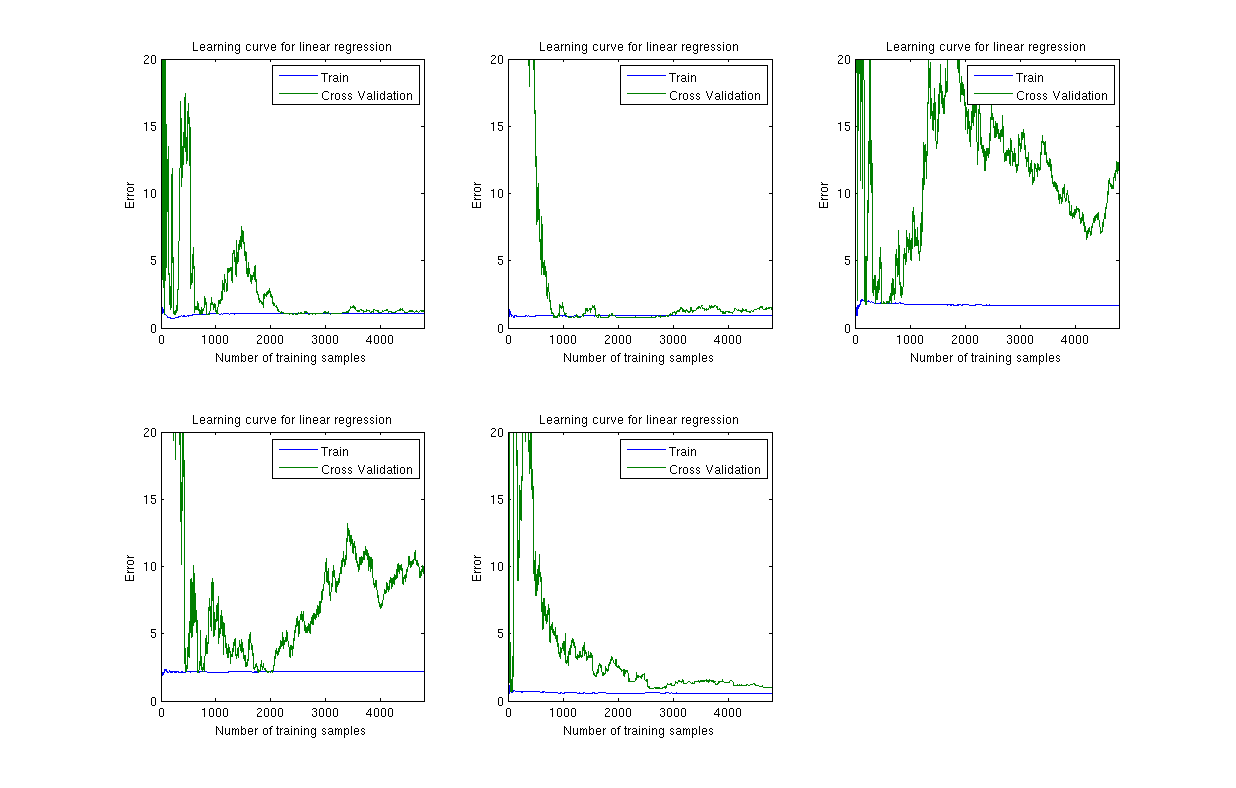 Learning curve for linear regression
20
15
10
5
0
Error
Train
Cross Validation
0 1000 2000 3000 4000
Number of training samples
Learning curve for linear regression
20
15
10
5
0
Error
Train
Cross Validation
0 1000 2000 3000 4000
Number of training samples
Learning curve for linear regression
20
15
10
5
0
Error
Train
Cross Validation
0 1000 2000 3000 4000
Number of training samples
Learning curve for linear regression
20
15
10
5
0
Error
Train
Cross Validation
0 1000 2000 3000 4000
Number of training samples
Learning curve for linear regression
20
15
10
5
0
Error
Train
Cross Validation
0 1000 2000 3000 4000
Number of training samples